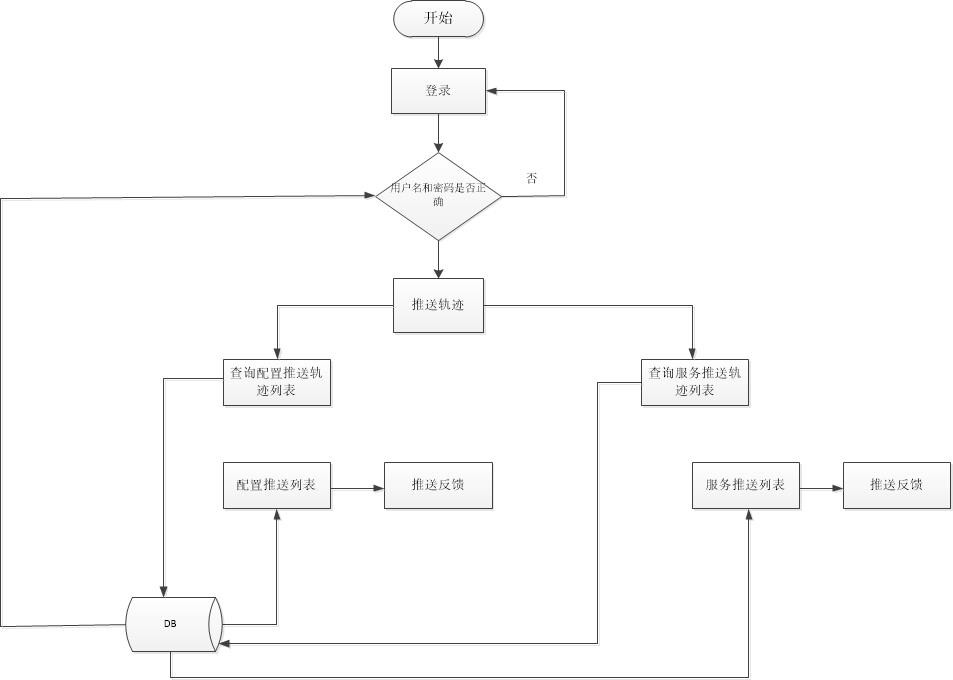 开始
登录
用户名和密码是否正
确
否
推送轨迹
查询配置推送轨
迹列表
查询服务推送轨
迹列表
配置推送列表
推送反馈
服务推送列表
推送反馈
DB